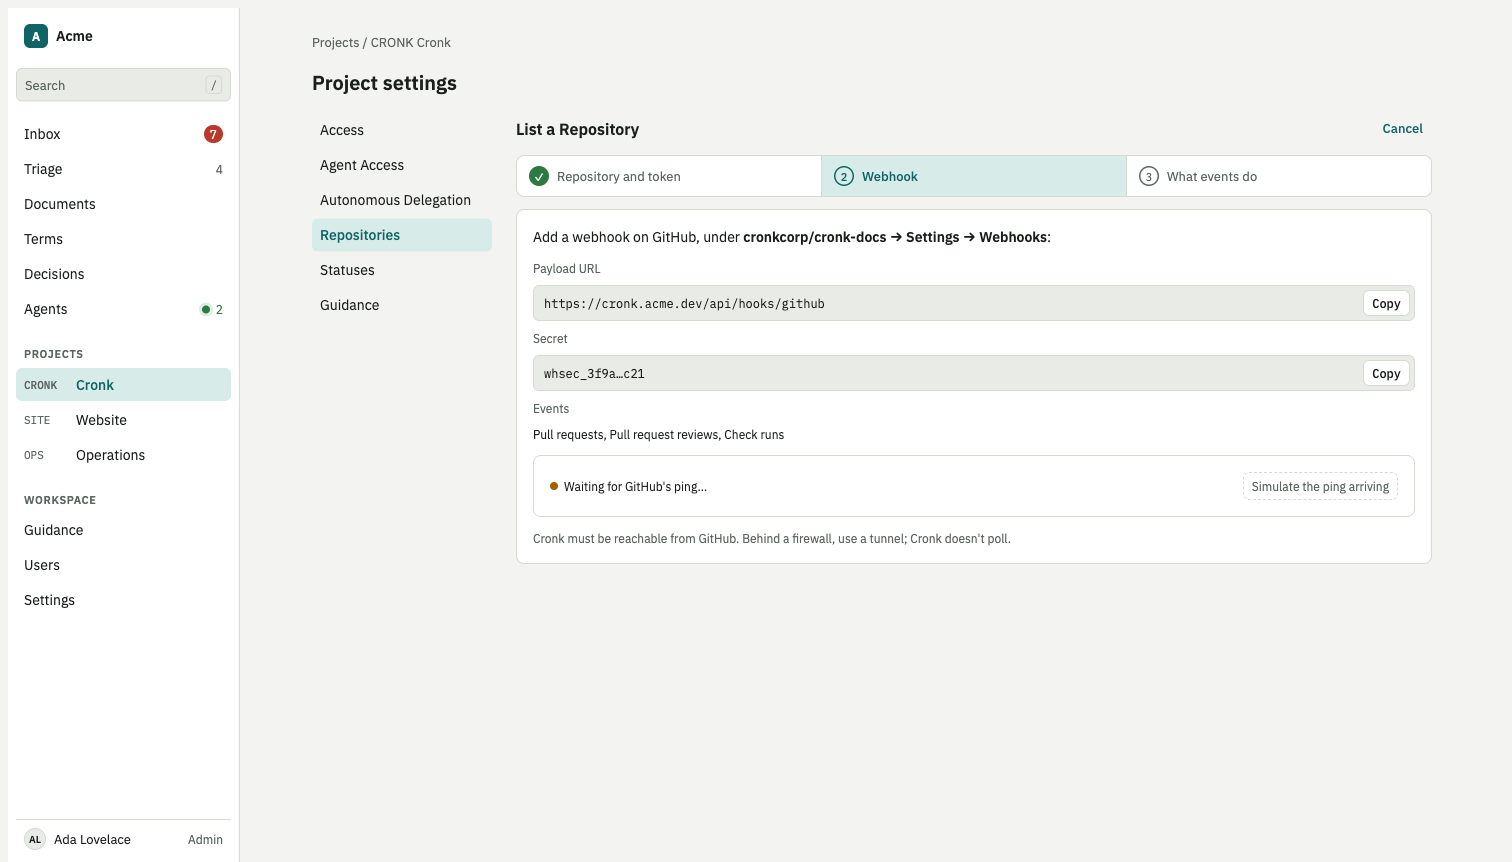 A Acme
Search /
Inbox 7
Triage 4
Documents
Terms
Decisions
Agents 2
PROJECTS
CRONK Cronk
SITE Website
OPS Operations
WORKSPACE
Guidance
Users
Settings
AL Ada Lovelace Admin
Projects / CRONK Cronk
Project settings
Access
Agent Access
Autonomous Delegation
Repositories
Statuses
Guidance
List a Repository Cancel
Repository and token 2 Webhook 3 What events do
Add a webhook on GitHub, under cronkcorp/cronk-docs → Settings → Webhooks:
Payload URL
https://cronk.acme.dev/api/hooks/github Copy
Secret
whsec_3f9a…c21 Copy
Events
Pull requests, Pull request reviews, Check runs
Waiting for GitHub's ping… Simulate the ping arriving
Cronk must be reachable from GitHub. Behind a firewall, use a tunnel; Cronk doesn't poll.